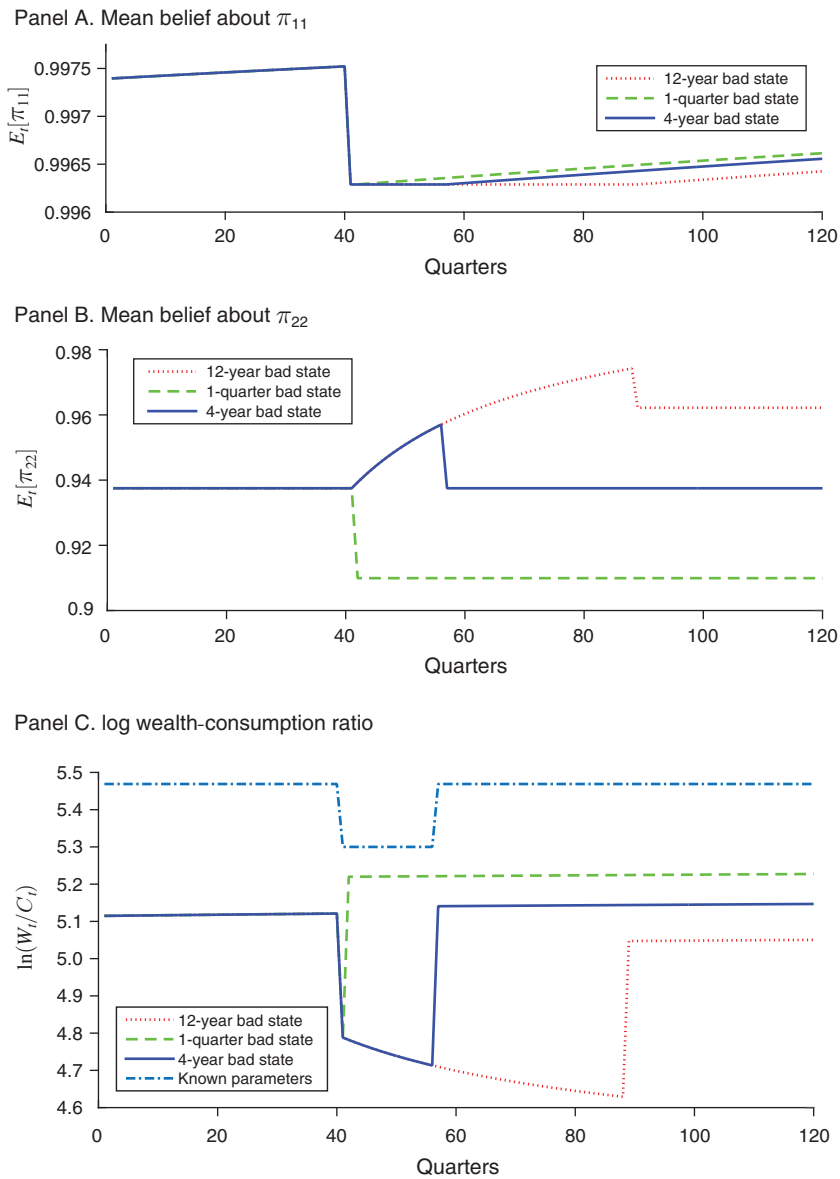 Panel A. Mean belief about π11
0.9975
0.997
0.9965
0.996
Et[π11]
12-year bad state
1-quarter bad state
4-year bad state
0 20 40 60 80 100 120
Quarters
Panel B. Mean belief about π22
0.98
0.96
0.94
0.92
0.9
Et[π22]
12-year bad state
1-quarter bad state
4-year bad state
0 20 40 60 80 100 120
Quarters
Panel C. log wealth-consumption ratio
5.5
5.4
5.3
5.2
5.1
5.0
4.9
4.8
4.7
4.6
ln(Wt/Ct)
12-year bad state
1-quarter bad state
4-year bad state
Known parameters
0 20 40 60 80 100 120
Quarters